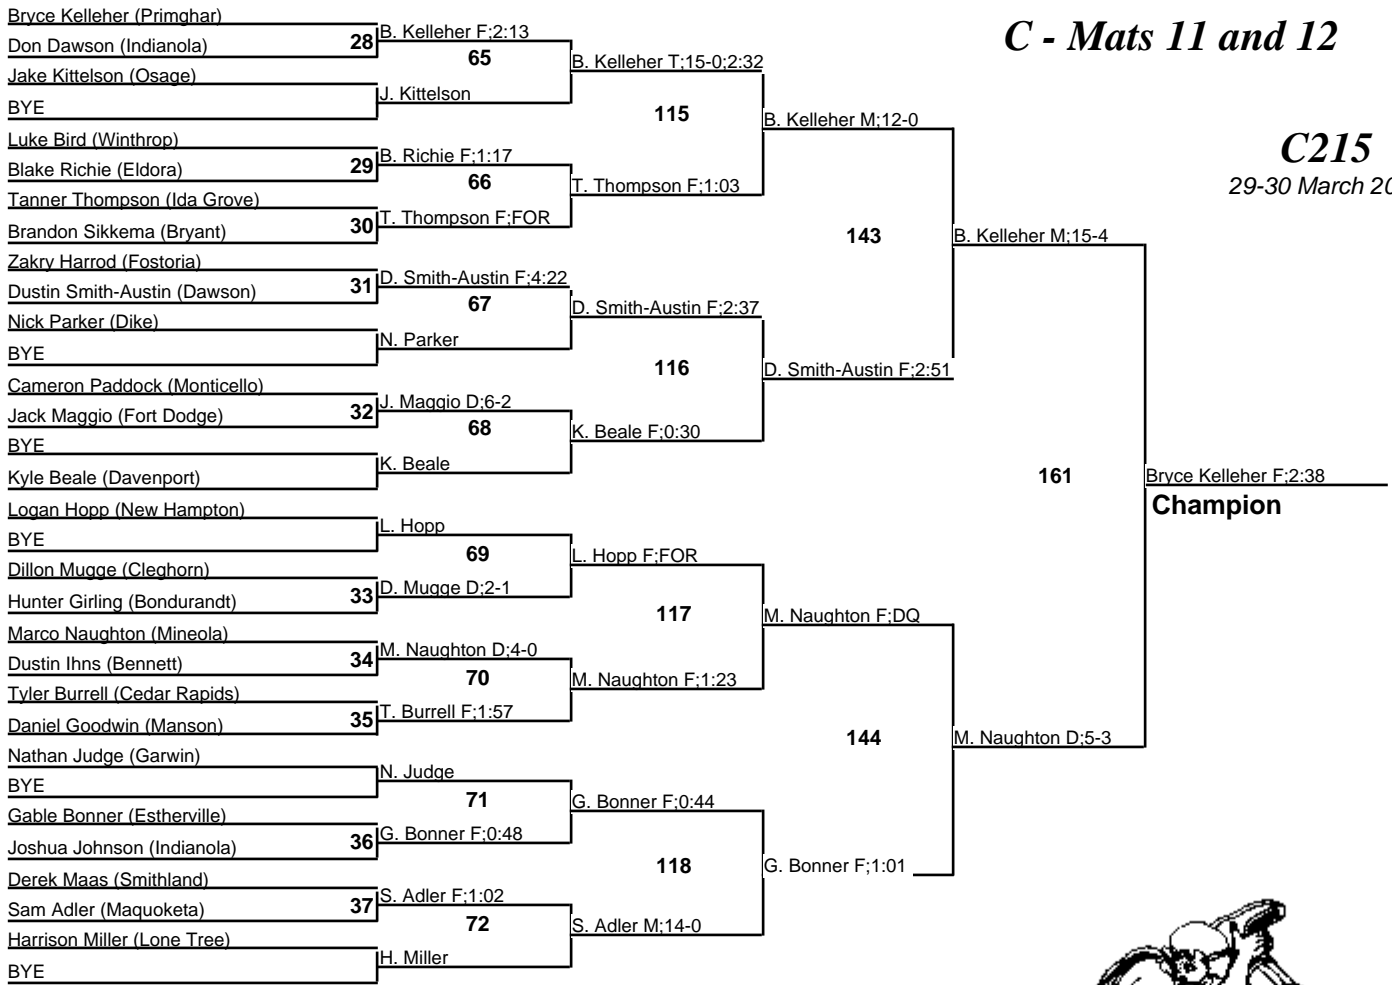 C - Mats 11 and 12
C215
29-30 March 20
Bryce Kelleher (Primghar)
Don Dawson (Indianola)
28
Jake Kittelson (Osage)
BYE
Luke Bird (Winthrop)
Blake Richie (Eldora)
29
Tanner Thompson (Ida Grove)
Brandon Sikkema (Bryant)
30
Zakry Harrod (Fostoria)
Dustin Smith-Austin (Dawson)
31
Nick Parker (Dike)
BYE
Cameron Paddock (Monticello)
Jack Maggio (Fort Dodge)
32
BYE
Kyle Beale (Davenport)
Logan Hopp (New Hampton)
BYE
Dillon Mugge (Cleghorn)
Hunter Girling (Bondurandt)
33
Marco Naughton (Mineola)
Dustin Ihns (Bennett)
34
Tyler Burrell (Cedar Rapids)
Daniel Goodwin (Manson)
35
Nathan Judge (Garwin)
BYE
Gable Bonner (Estherville)
Joshua Johnson (Indianola)
36
Derek Maas (Smithland)
Sam Adler (Maquoketa)
37
Harrison Miller (Lone Tree)
BYE
B. Kelleher F;2:13
65
J. Kittelson
B. Richie F;1:17
66
T. Thompson F;FOR
D. Smith-Austin F;4:22
67
N. Parker
J. Maggio D;6-2
68
K. Beale
L. Hopp
69
D. Mugge D;2-1
M. Naughton D;4-0
70
T. Burrell F;1:57
N. Judge
71
G. Bonner F;0:48
S. Adler F;1:02
72
H. Miller
B. Kelleher T;15-0;2:32
115
T. Thompson F;1:03
D. Smith-Austin F;2:37
116
K. Beale F;0:30
L. Hopp F;FOR
117
M. Naughton F;1:23
G. Bonner F;0:44
118
S. Adler M;14-0
B. Kelleher M;12-0
143
D. Smith-Austin F;2:51
M. Naughton F;DQ
144
G. Bonner F;1:01
B. Kelleher M;15-4
161
M. Naughton D;5-3
Bryce Kelleher F;2:38
Champion